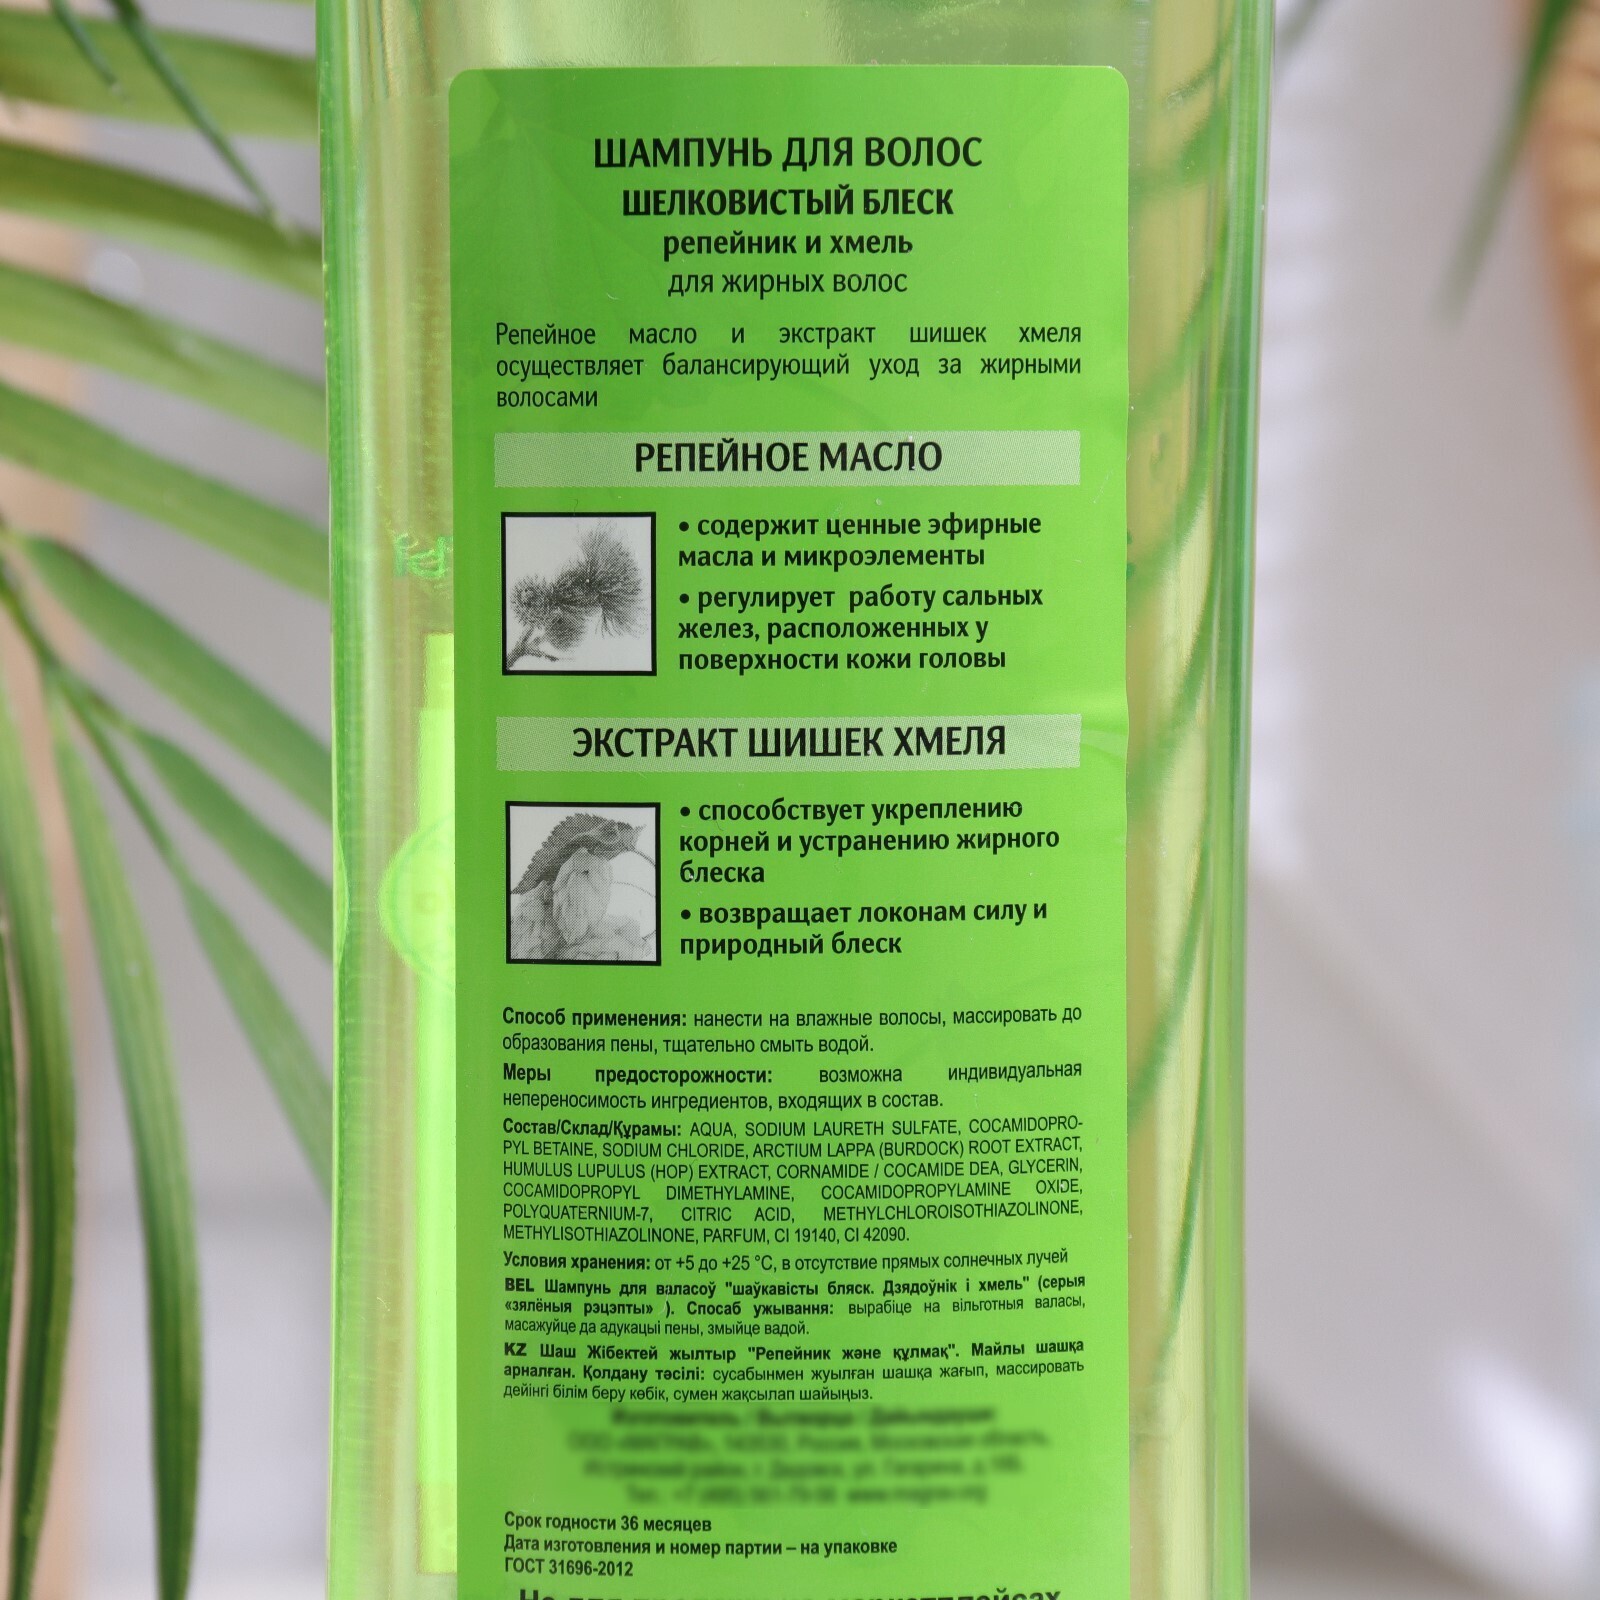 ШАМПУНЬ ДЛЯ ВОЛОС
ШЕЛКОВИСТЫЙ БЛЕСК
репейник и хмель
для жирных волос
Репейное масло и экстракт шишек хмеля
осуществляет балансирующий уход за жирными
волосами
РЕПЕЙНОЕ МАСЛО
• содержит ценные эфирные
масла и микроэлементы
• регулирует работу сальных
желез, расположенных у
поверхности кожи головы
ЭКСТРАКТ ШИШЕК ХМЕЛЯ
• способствует укреплению
корней и устранению жирного
блеска
• возвращает локонам силу и
природный блеск
Способ применения: нанести на влажные волосы, массировать до
образования пены, тщательно смыть водой.
Меры предосторожности: возможна индивидуальная
непереносимость ингредиентов, входящих в состав.
Состав/Склад/Құрамы: AQUA, SODIUM LAURETH SULFATE, COCAMIDOPRO-
PYL BETAINE, SODIUM CHLORIDE, ARCTIUM LAPPA (BURDOCK) ROOT EXTRACT,
HUMULUS LUPULUS (HOP) EXTRACT, CORNAMIDE / COCAMIDE DEA, GLYCERIN,
COCAMIDOPROPYL DIMETHYLAMINE, COCAMIDOPROPYLAMINE OXIDE,
POLYQUATERNIUM-7, CITRIC ACID, METHYLCHLOROISOTHIAZOLINONE,
METHYLISOTHIAZOLINONE, PARFUM, CI 19140, CI 42090.
Условия хранения: от +5 до +25 °C, в отсутствие прямых солнечных лучей
BEL Шампунь для валасоў "шаўкавісты бляск. Дзядоўнік і хмель" (серыя
«зялёныя рэцэпты» ). Спосаб ужывання: вырабіце на вільготныя валасы,
масажуйце да адукацыі пены, змыйце вадой.
KZ Шаш Жібектей жылтыр "Репейник және құлмақ". Майлы шашқа
арналған. Қолдану тәсілі: сусабынмен жуылған шашқа жағып, массировать
дейінгі білім беру көбік, сумен жақсылап шайыңыз.
Срок годности 36 месяцев
Дата изготовления и номер партии – на упаковке
ГОСТ 31696-2012